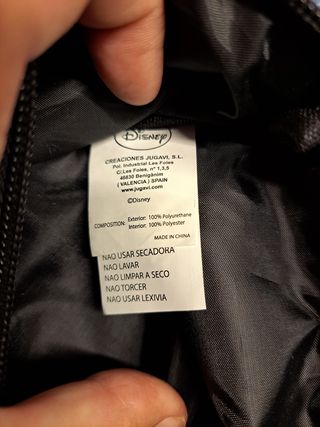 Disney
CREACIONES JUGAVI, S.L.
Pol. Industrial Les Foies
C/.Les Foies, nº 1,3,5
46830 Benigànim
( VALENCIA ) SPAIN
www.jugavi.com
©Disney
COMPOSITION: Exterior: 100% Polyurethane
Interior: 100% Polyester
MADE IN CHINA
NAO USAR SECADORA
NAO LAVAR
NAO LIMPAR A SECO
NAO TORCER
NAO USAR LEXIVIA